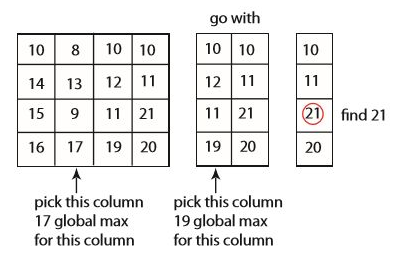 go with
10 8 10 10
14 13 12 11
15 9 11 21
16 17 19 20
10 10
12 11
11 21
19 20
10
11
21
20
find 21
pick this column
17 global max
for this column
pick this column
19 global max
for this column